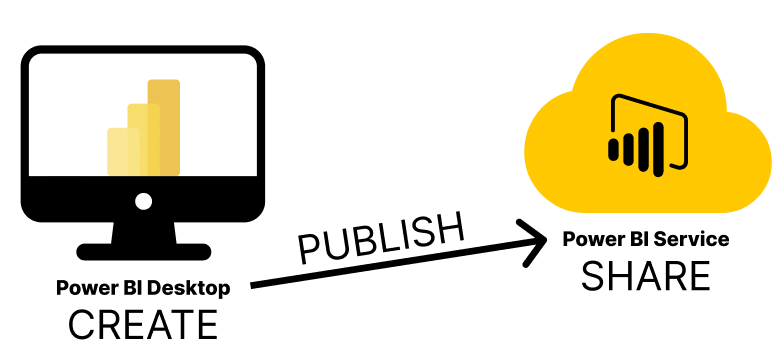 Power BI Desktop
CREATE
PUBLISH
Power BI Service
SHARE